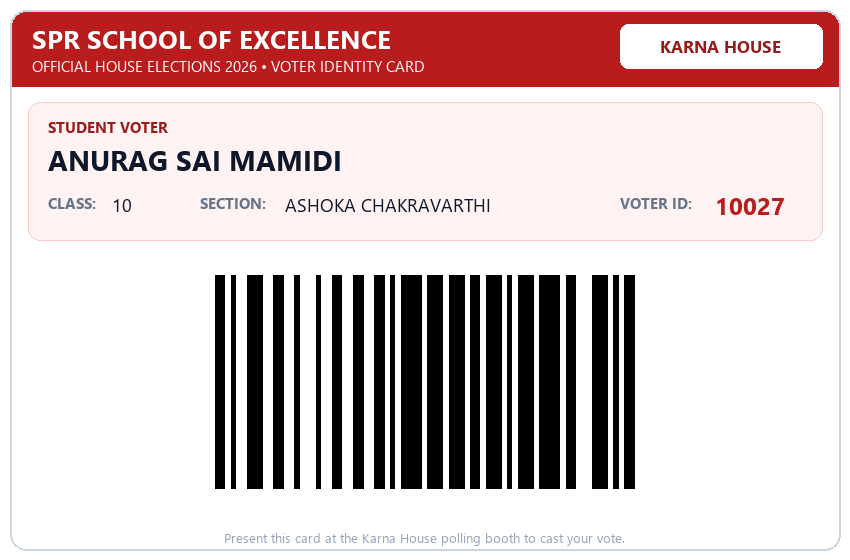 SPR SCHOOL OF EXCELLENCE
OFFICIAL HOUSE ELECTIONS 2026 • VOTER IDENTITY CARD
KARNA HOUSE
STUDENT VOTER
ANURAG SAI MAMIDI
CLASS: 10 SECTION: ASHOKA CHAKRAVARTHI VOTER ID: 10027
Present this card at the Karna House polling booth to cast your vote.